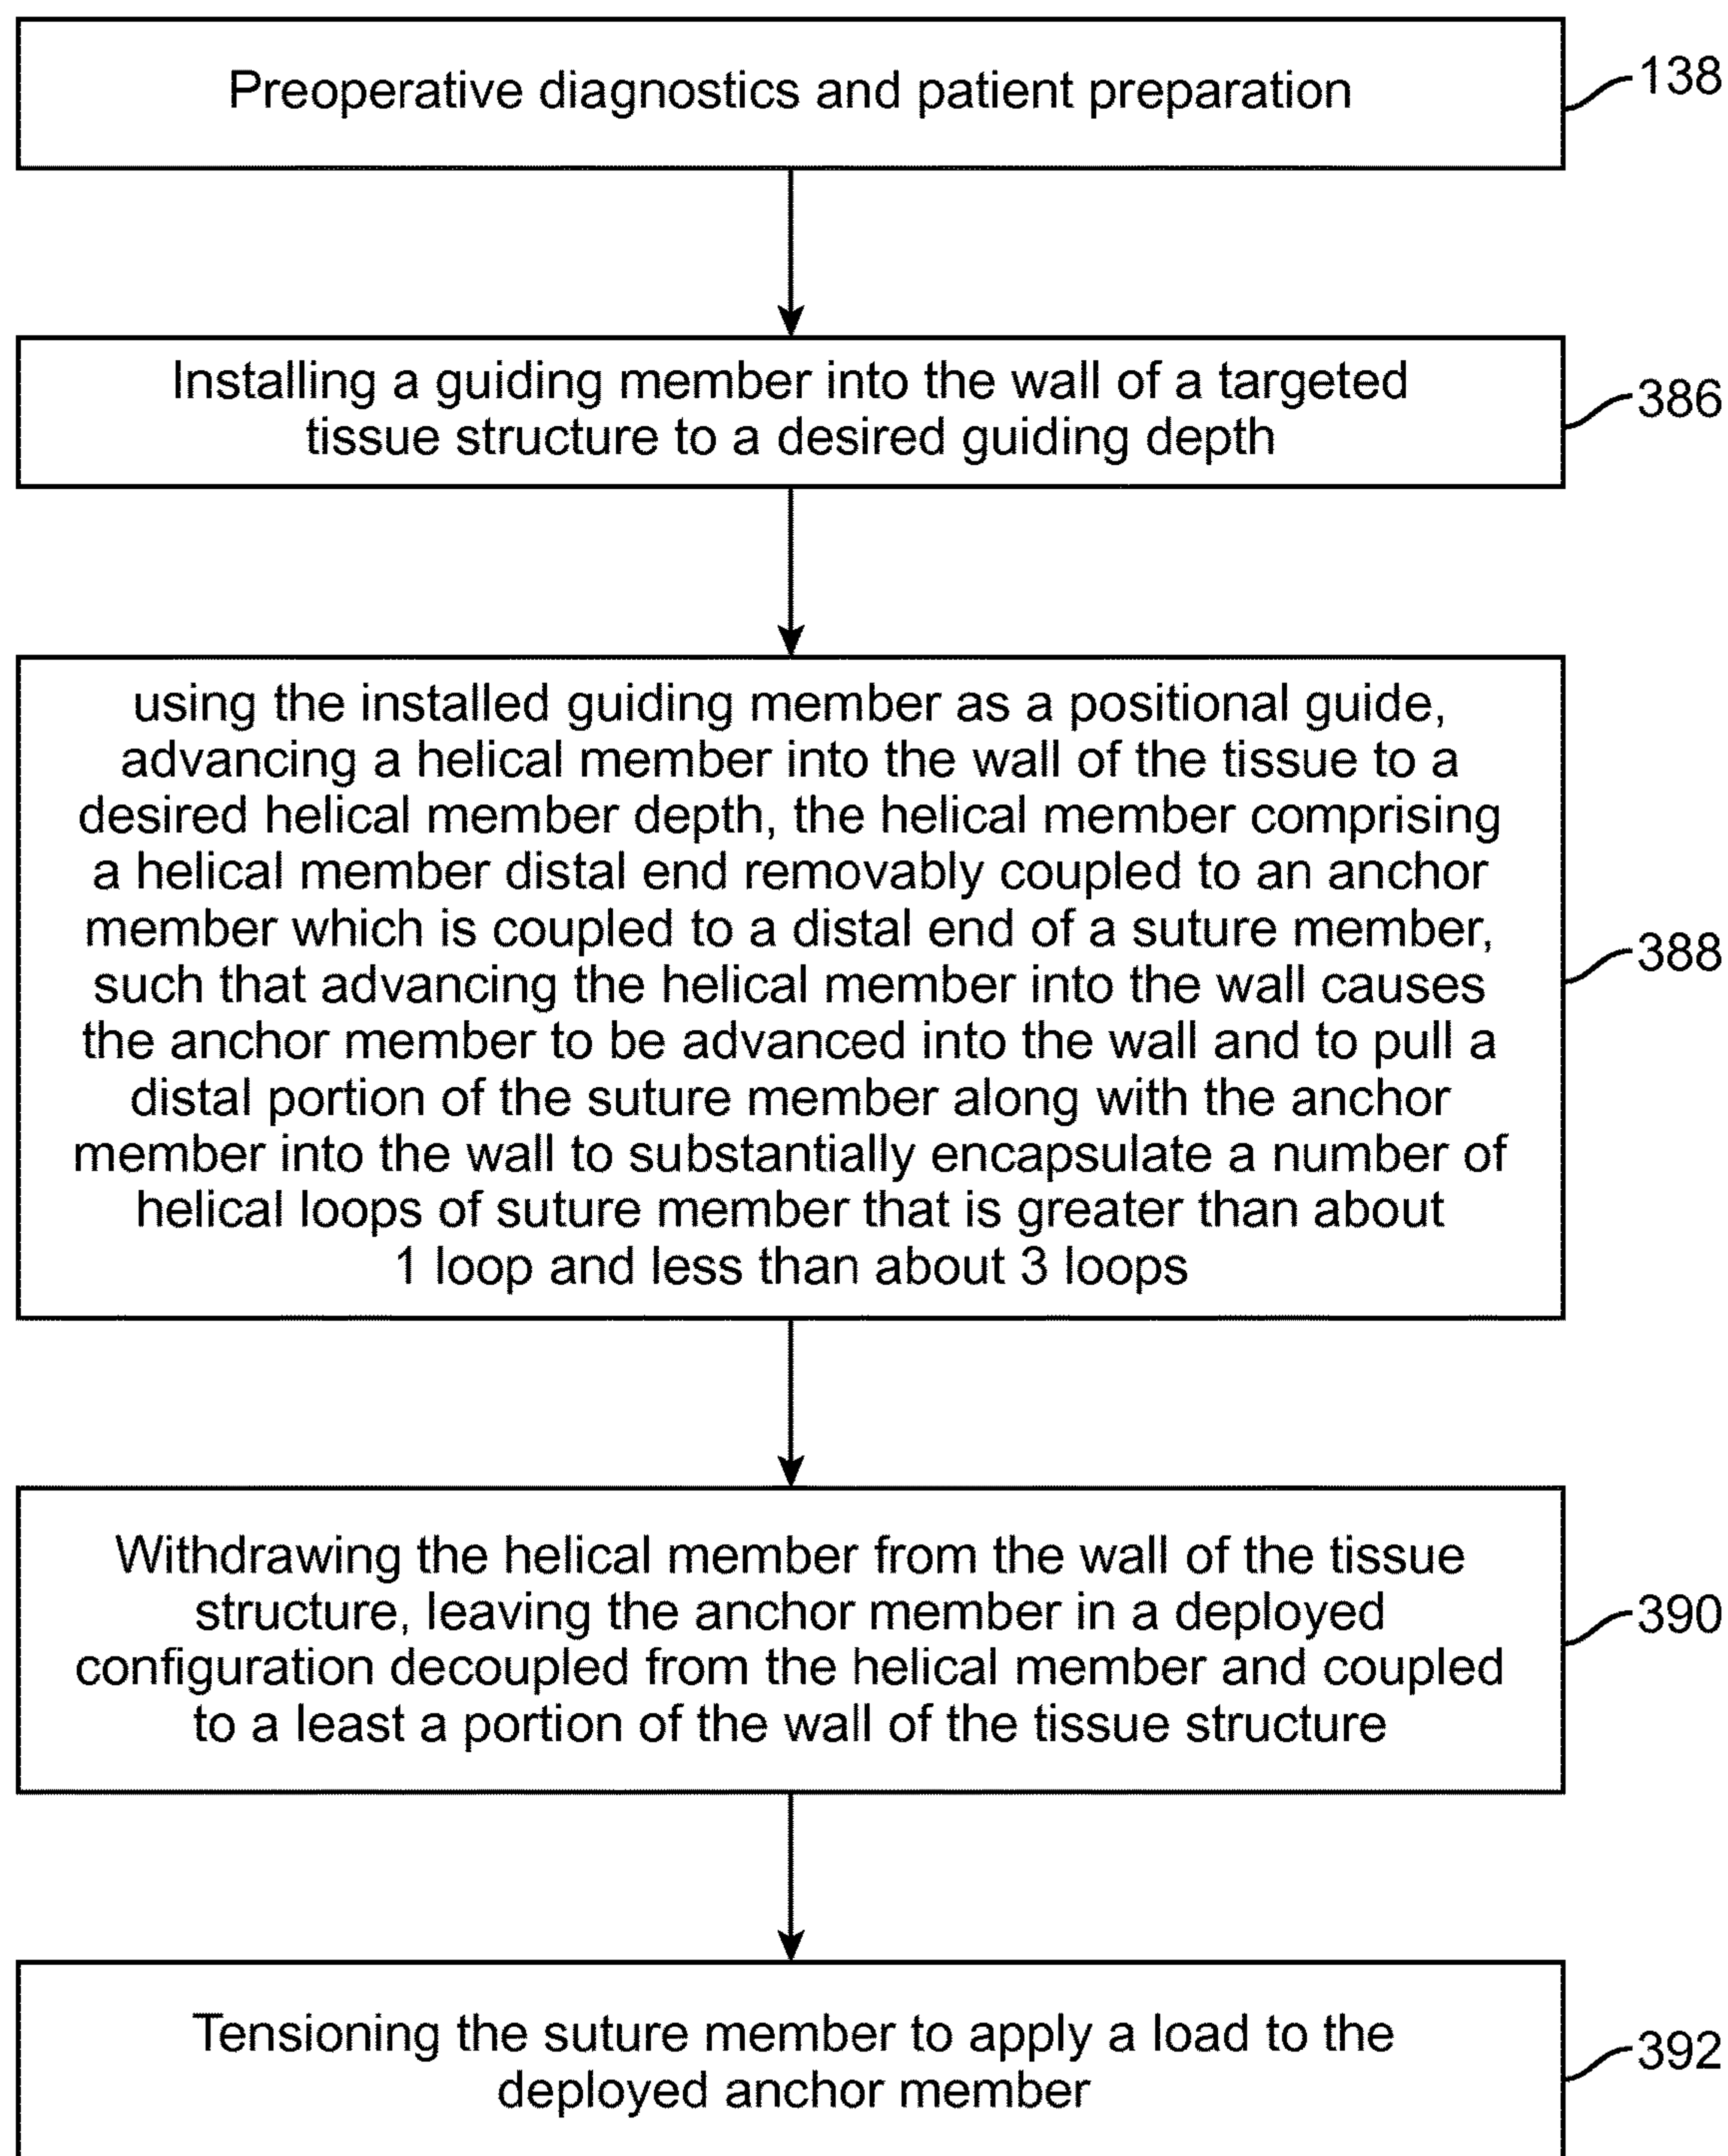 Preoperative diagnostics and patient preparation
138
Installing a guiding member into the wall of a targeted
tissue structure to a desired guiding depth
386
using the installed guiding member as a positional guide,
advancing a helical member into the wall of the tissue to a
desired helical member depth, the helical member comprising
a helical member distal end removably coupled to an anchor
member which is coupled to a distal end of a suture member,
such that advancing the helical member into the wall causes
the anchor member to be advanced into the wall and to pull a
distal portion of the suture member along with the anchor
member into the wall to substantially encapsulate a number of
helical loops of suture member that is greater than about
1 loop and less than about 3 loops
388
Withdrawing the helical member from the wall of the tissue
structure, leaving the anchor member in a deployed
configuration decoupled from the helical member and coupled
to a least a portion of the wall of the tissue structure
390
Tensioning the suture member to apply a load to the
deployed anchor member
392